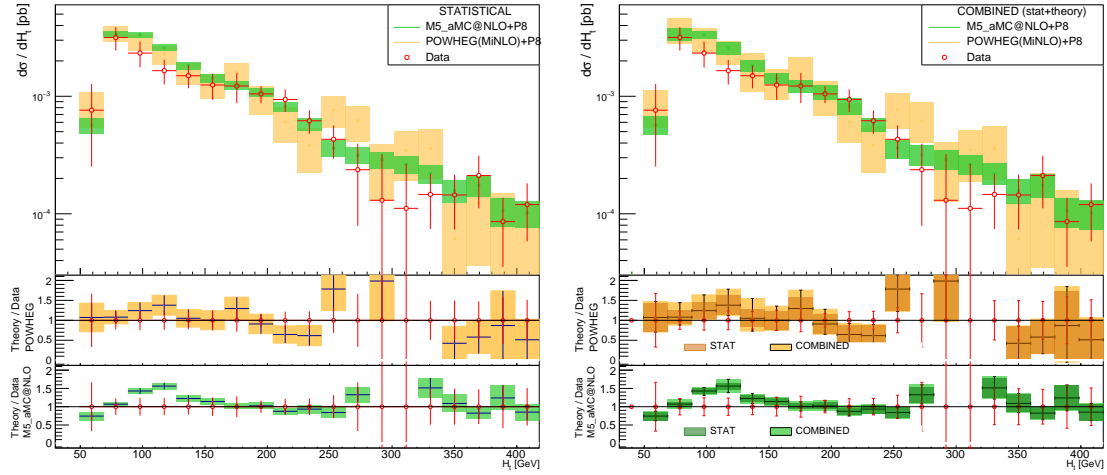 STATISTICAL
M5_aMC@NLO+P8
POWHEG(MiNLO)+P8
Data
dσ / dH_t [pb]
10^-3
10^-4
Theory / Data
POWHEG
2
1.5
1
0.5
0
Theory / Data
M5_aMC@NLO
2
1.5
1
0.5
0
50 100 150 200 250 300 350 400
H_t [GeV]
COMBINED (stat+theory)
M5_aMC@NLO+P8
POWHEG(MiNLO)+P8
Data
dσ / dH_t [pb]
10^-3
10^-4
Theory / Data
POWHEG
2
1.5
1
0.5
0
STAT COMBINED
Theory / Data
M5_aMC@NLO
2
1.5
1
0.5
0
STAT COMBINED
50 100 150 200 250 300 350 400
H_t [GeV]